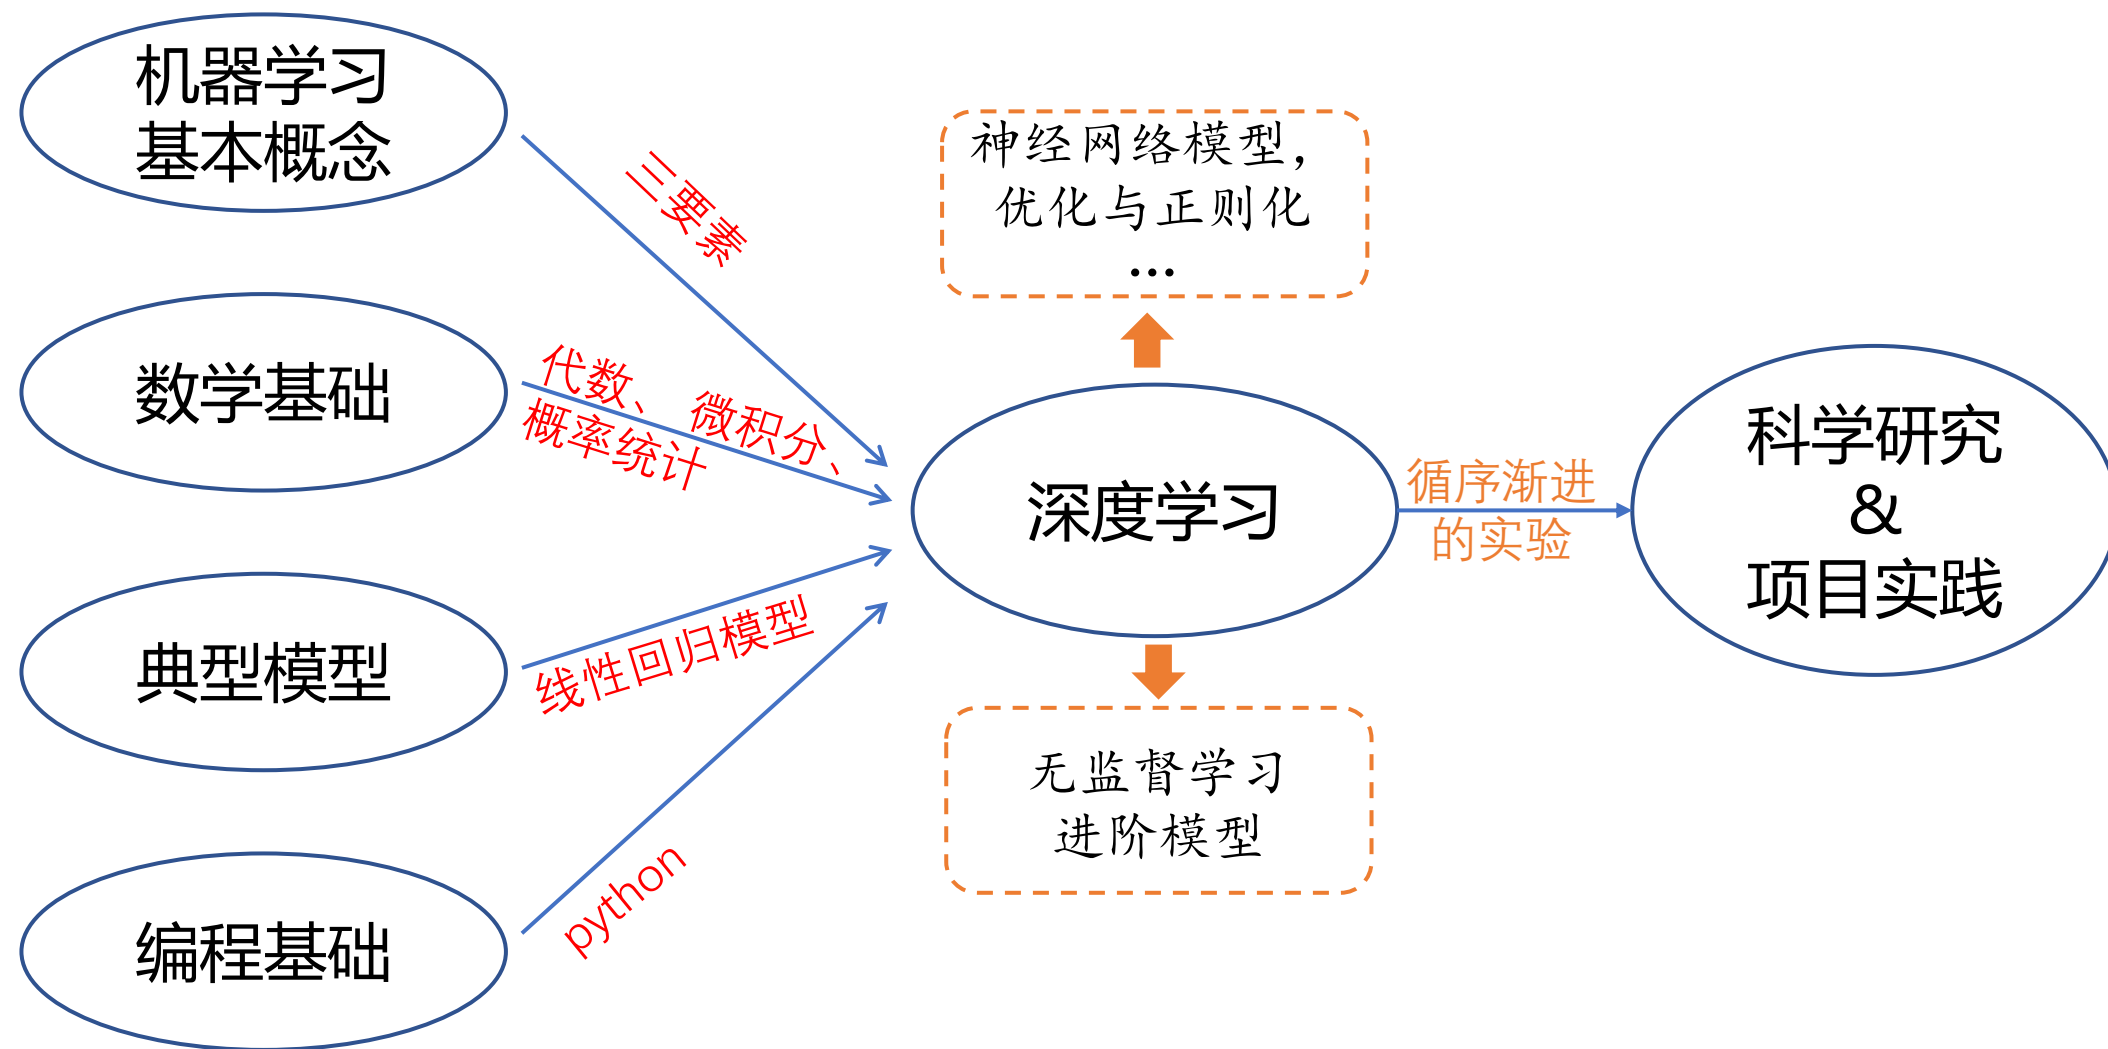 机器学习
基本概念
三要素
数学基础
代数、 微积分、
概率统计
典型模型
线性回归模型
编程基础
python
神经网络模型，
优化与正则化
...
深度学习
无监督学习
进阶模型
循序渐进
的实验
科学研究
&
项目实践